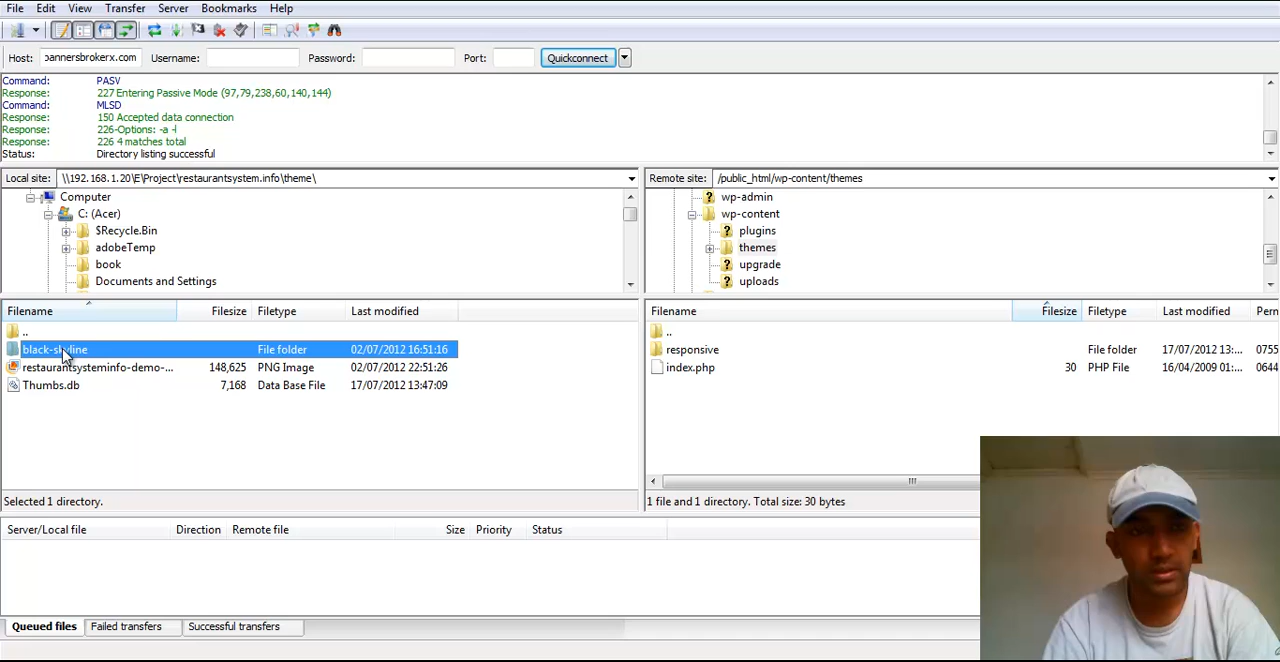 File Edit View Transfer Server Bookmarks Help
Host: oannersbrokerx.com Username: Password: Port: Quickconnect
Command: PASV
Response: 227 Entering Passive Mode (97,79,238,60,140,144)
Command: MLSD
Response: 150 Accepted data connection
Response: 226-Options: -a -l
Response: 226 4 matches total
Status: Directory listing successful
Local site: \\192.168.1.20\E\Project\restaurantsystem.info\theme\
Computer
C: (Acer)
$Recycle.Bin
adobeTemp
book
Documents and Settings
Remote site: /public_html/wp-content/themes
wp-admin
wp-content
plugins
themes
upgrade
uploads
Filename Filesize Filetype Last modified
..
black-skyline File folder 02/07/2012 16:51:16
restaurantsysteminfo-demo-... 148,625 PNG Image 02/07/2012 22:51:26
Thumbs.db 7,168 Data Base File 17/07/2012 13:47:09
Selected 1 directory.
Filename Filesize Filetype Last modified Perm
..
responsive File folder 17/07/2012 13:... 0755
index.php 30 PHP File 16/04/2009 01:... 0644
1 file and 1 directory. Total size: 30 bytes
Server/Local file Direction Remote file Size Priority Status
Queued files Failed transfers Successful transfers